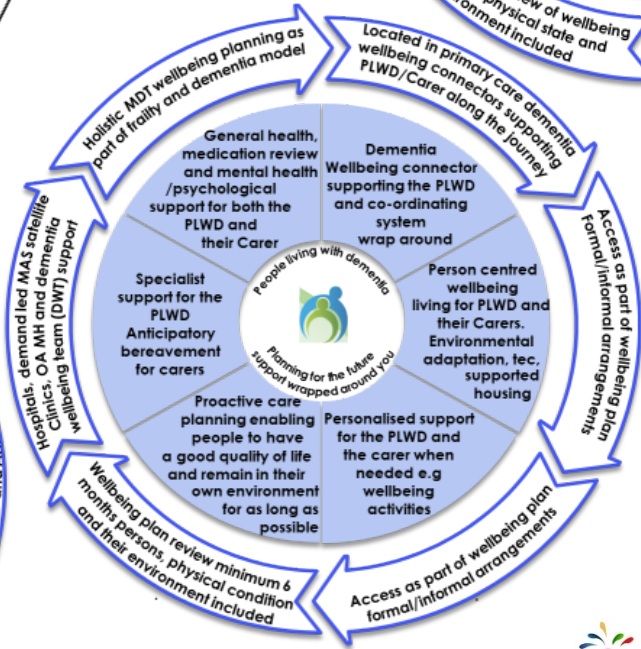 ew of wellbeing
physical state and
ronment included
Holistic MDT wellbeing planning as
part of frailty and dementia model
Located in primary care dementia
wellbeing connectors supporting
PLWD/Carer along the journey
Access as part of wellbeing plan
Formal/informal arrangements
Access as part of wellbeing plan
formal/informal arrangements
Wellbeing plan review minimum 6
months persons, physical condition
and their environment included
Hospitals, demand led MAS satellite
Clinics, OA MH and dementia
wellbeing team (DWT) support
General health,
medication review
and mental health
/psychological
support for both the
PLWD and
their Carer
Dementia
Wellbeing connector
supporting the PLWD
and co-ordinating
system
wrap around
Person centred
wellbeing
living for PLWD and
their Carers.
Environmental
adaptation, tec,
supported
housing
Personalised support
for the PLWD and
the carer when
needed e.g
wellbeing
activities
Proactive care
planning enabling
people to have
a good quality of life
and remain in their
own environment
for as long as
possible
Specialist
support for the
PLWD
Anticipatory
bereavement
for carers
People living with dementia
Planning for the future
support wrapped around you